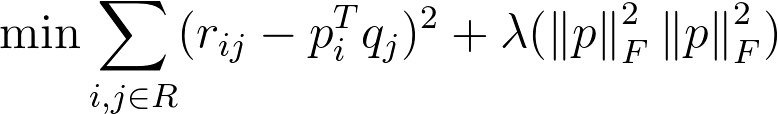 min ∑_{i,j∈R} (r_{ij} − p_i^T q_j)^2 + λ(‖p‖_F^2 ‖p‖_F^2)